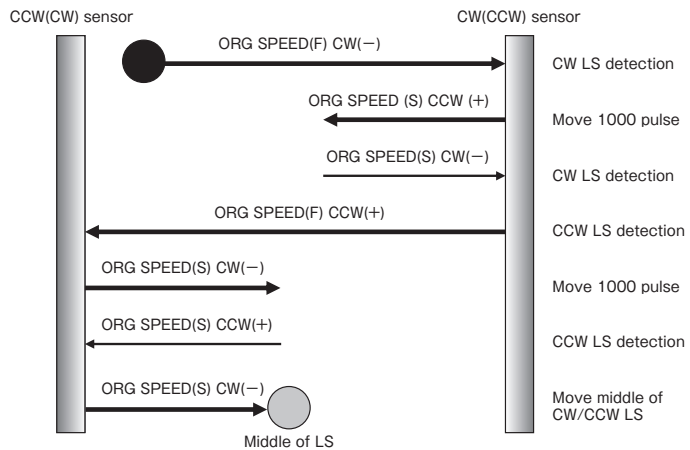 CCW(CW) sensor
CW(CCW) sensor
ORG SPEED(F) CW(−)
CW LS detection
ORG SPEED (S) CCW (+)
Move 1000 pulse
ORG SPEED(S) CW(−)
CW LS detection
ORG SPEED(F) CCW(+)
CCW LS detection
ORG SPEED(S) CW(−)
Move 1000 pulse
ORG SPEED(S) CCW(+)
CCW LS detection
ORG SPEED(S) CW(−)
Move middle of
CW/CCW LS
Middle of LS